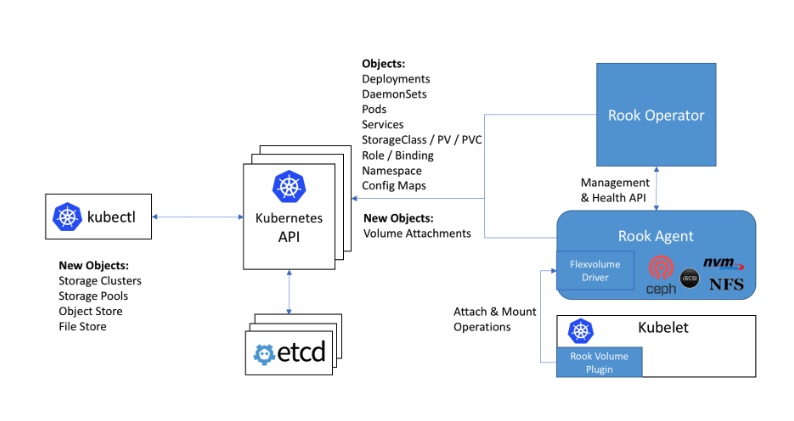 Objects:
Deployments
DaemonSets
Pods
Services
StorageClass / PV / PVC
Role / Binding
Namespace
Config Maps
New Objects:
Volume Attachments
Rook Operator
Management
& Health API
kubectl
New Objects:
Storage Clusters
Storage Pools
Object Store
File Store
Kubernetes
API
etcd
Rook Agent
Flexvolume
Driver
ceph
iSCSI
nvm
EXPRESS
NFS
Attach & Mount
Operations
Kubelet
Rook Volume
Plugin